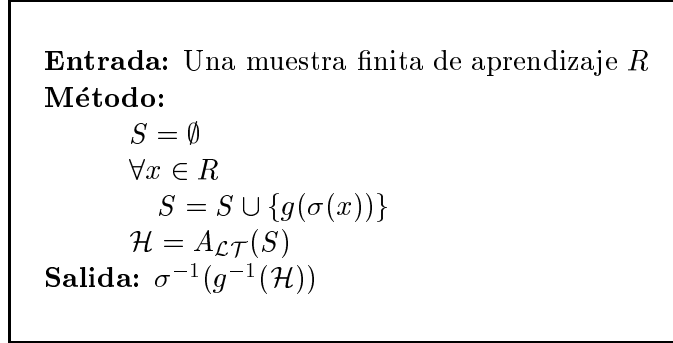 Entrada: Una muestra finita de aprendizaje R
Método:
S = ∅
∀x ∈ R
S = S ∪ {g(σ(x))}
ℋ = A_{ℒ𝒯}(S)
Salida: σ⁻¹(g⁻¹(ℋ))